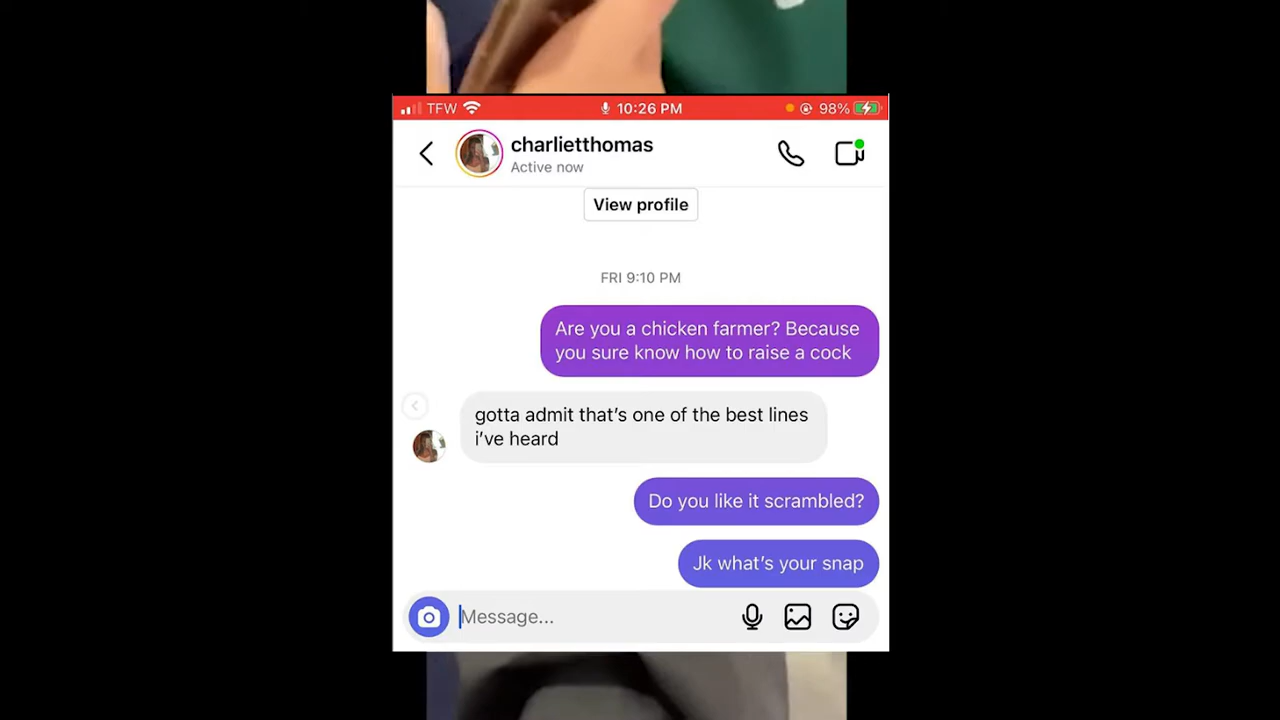 TFW 10:26 PM 98%
charlietthomas
Active now
View profile
FRI 9:10 PM
Are you a chicken farmer? Because
you sure know how to raise a cock
gotta admit that's one of the best lines
i've heard
Do you like it scrambled?
Jk what's your snap
Message...